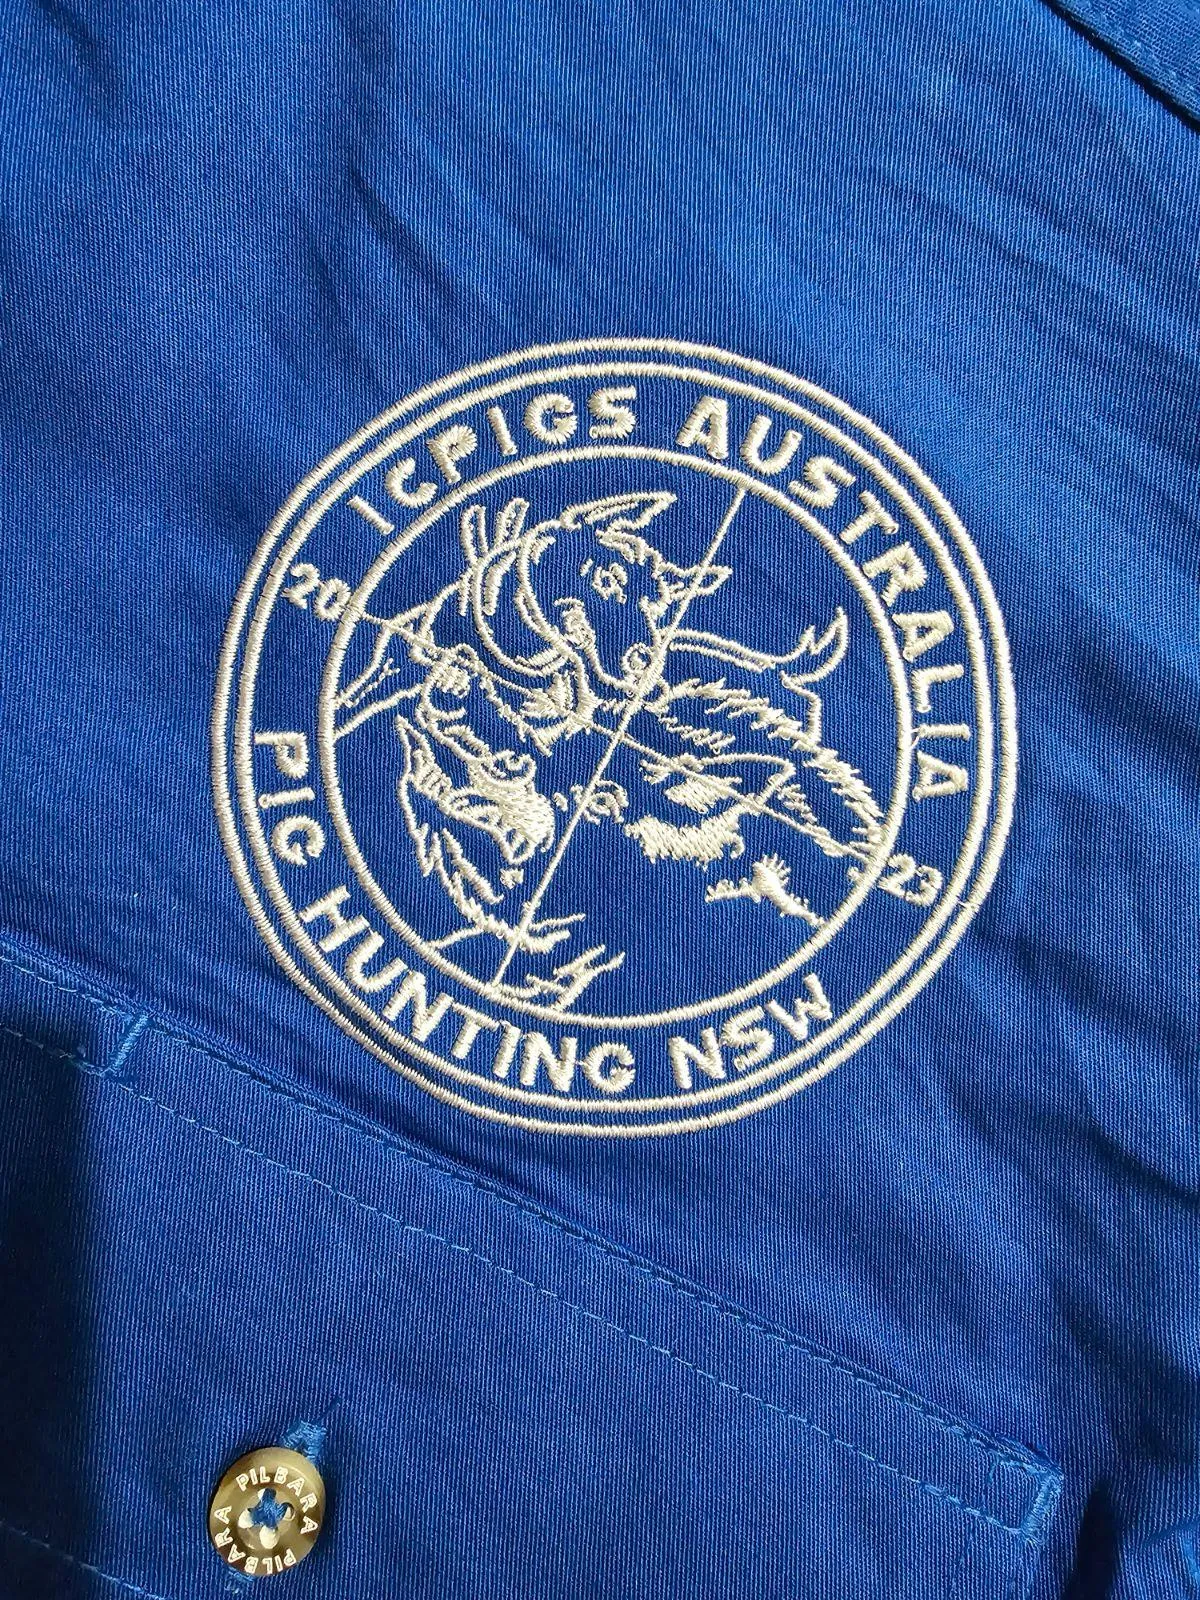 IcPIGS AUSTRALIA
20 23
PIG HUNTING NSW
PILBARA PILBARA